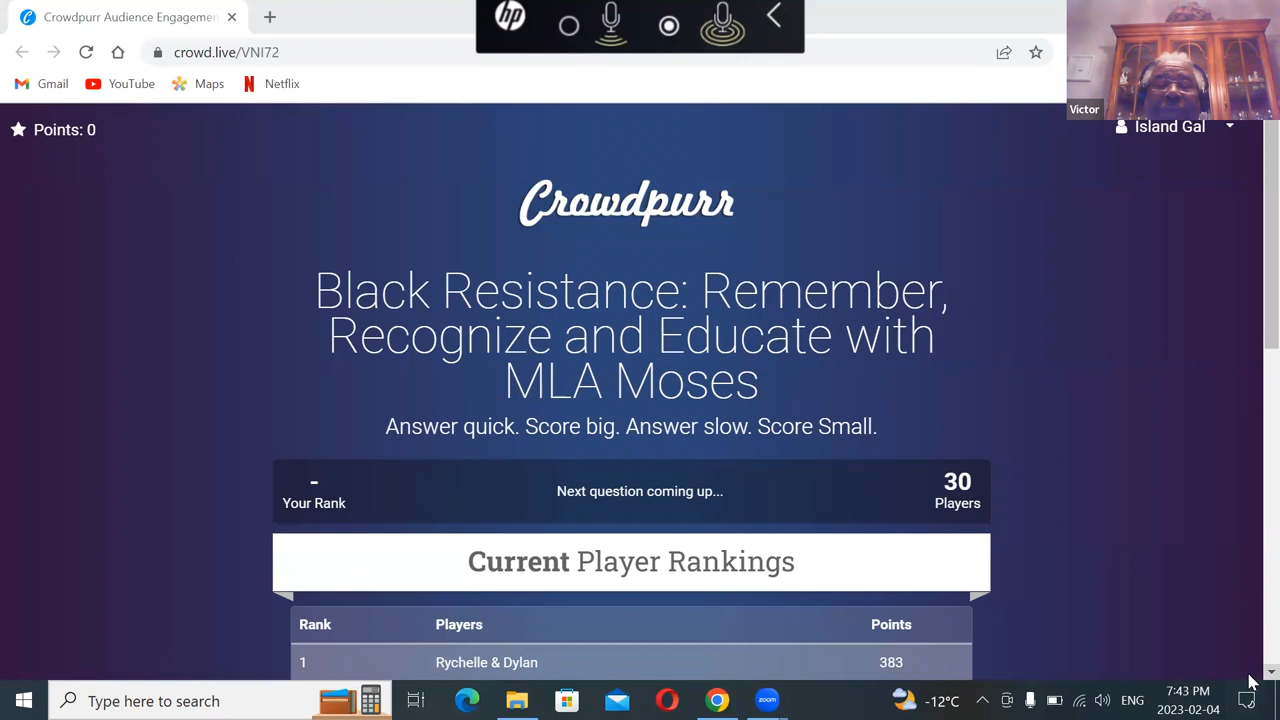 Crowdpurr Audience Engagemen
hp
crowd.live/VNI72
Gmail
YouTube
Maps
Netflix
Victor
Points: 0
Island Gal
Crowdpurr
Black Resistance: Remember,
Recognize and Educate with
MLA Moses
Answer quick. Score big. Answer slow. Score Small.
-
Your Rank
Next question coming up...
30
Players
Current Player Rankings
Rank Players Points
1 Rychelle & Dylan 383
Type here to search
zoom
-12°C
ENG
7:43 PM
2023-02-04